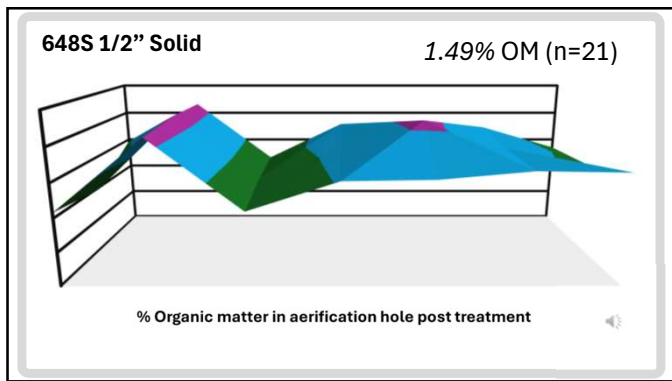 648S 1/2” Solid
1.49% OM (n=21)
% Organic matter in aerification hole post treatment